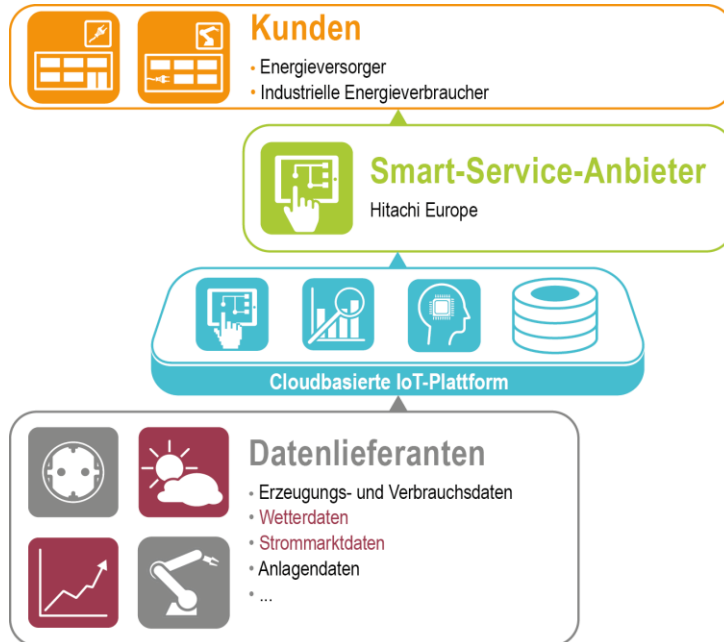 Kunden
• Energieversorger
• Industrielle Energieverbraucher
Smart-Service-Anbieter
Hitachi Europe
Cloudbasierte IoT-Plattform
Datenlieferanten
• Erzeugungs- und Verbrauchsdaten
• Wetterdaten
• Strommarktdaten
• Anlagendaten
• ...